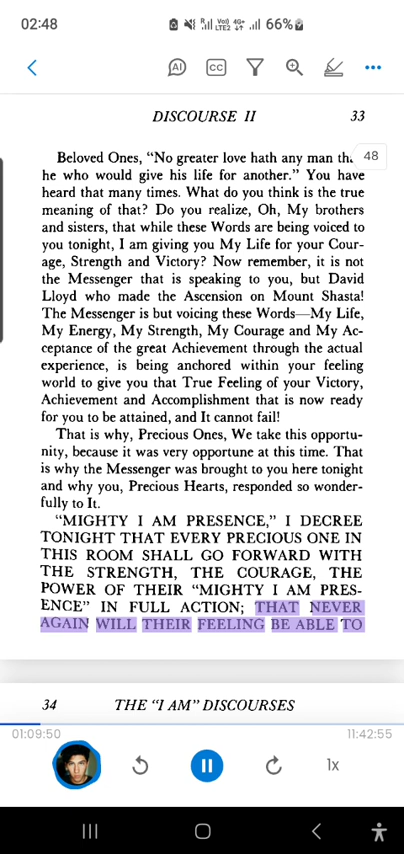 02:48
Vo)) 4G+ 66%
LTE2
AI CC
DISCOURSE II 33
48
Beloved Ones, “No greater love hath any man
he who would give his life for another.” You have
heard that many times. What do you think is the true
meaning of that? Do you realize, Oh, My brothers
and sisters, that while these Words are being voiced to
you tonight, I am giving you My Life for your Cour-
age, Strength and Victory? Now remember, it is not
the Messenger that is speaking to you, but David
Lloyd who made the Ascension on Mount Shasta!
The Messenger is but voicing these Words—My Life,
My Energy, My Strength, My Courage and My Ac-
ceptance of the great Achievement through the actual
experience, is being anchored within your feeling
world to give you that True Feeling of your Victory,
Achievement and Accomplishment that is now ready
for you to be attained, and It cannot fail!
That is why, Precious Ones, We take this opportu-
nity, because it was very opportune at this time. That
is why the Messenger was brought to you here tonight
and why you, Precious Hearts, responded so wonder-
fully to It.
“MIGHTY I AM PRESENCE,” I DECREE
TONIGHT THAT EVERY PRECIOUS ONE IN
THIS ROOM SHALL GO FORWARD WITH
THE STRENGTH, THE COURAGE, THE
POWER OF THEIR “MIGHTY I AM PRES-
ENCE” IN FULL ACTION; THAT NEVER
AGAIN WILL THEIR FEELING BE ABLE TO
34 THE “I AM” DISCOURSES
01:09:50 11:42:55
1x